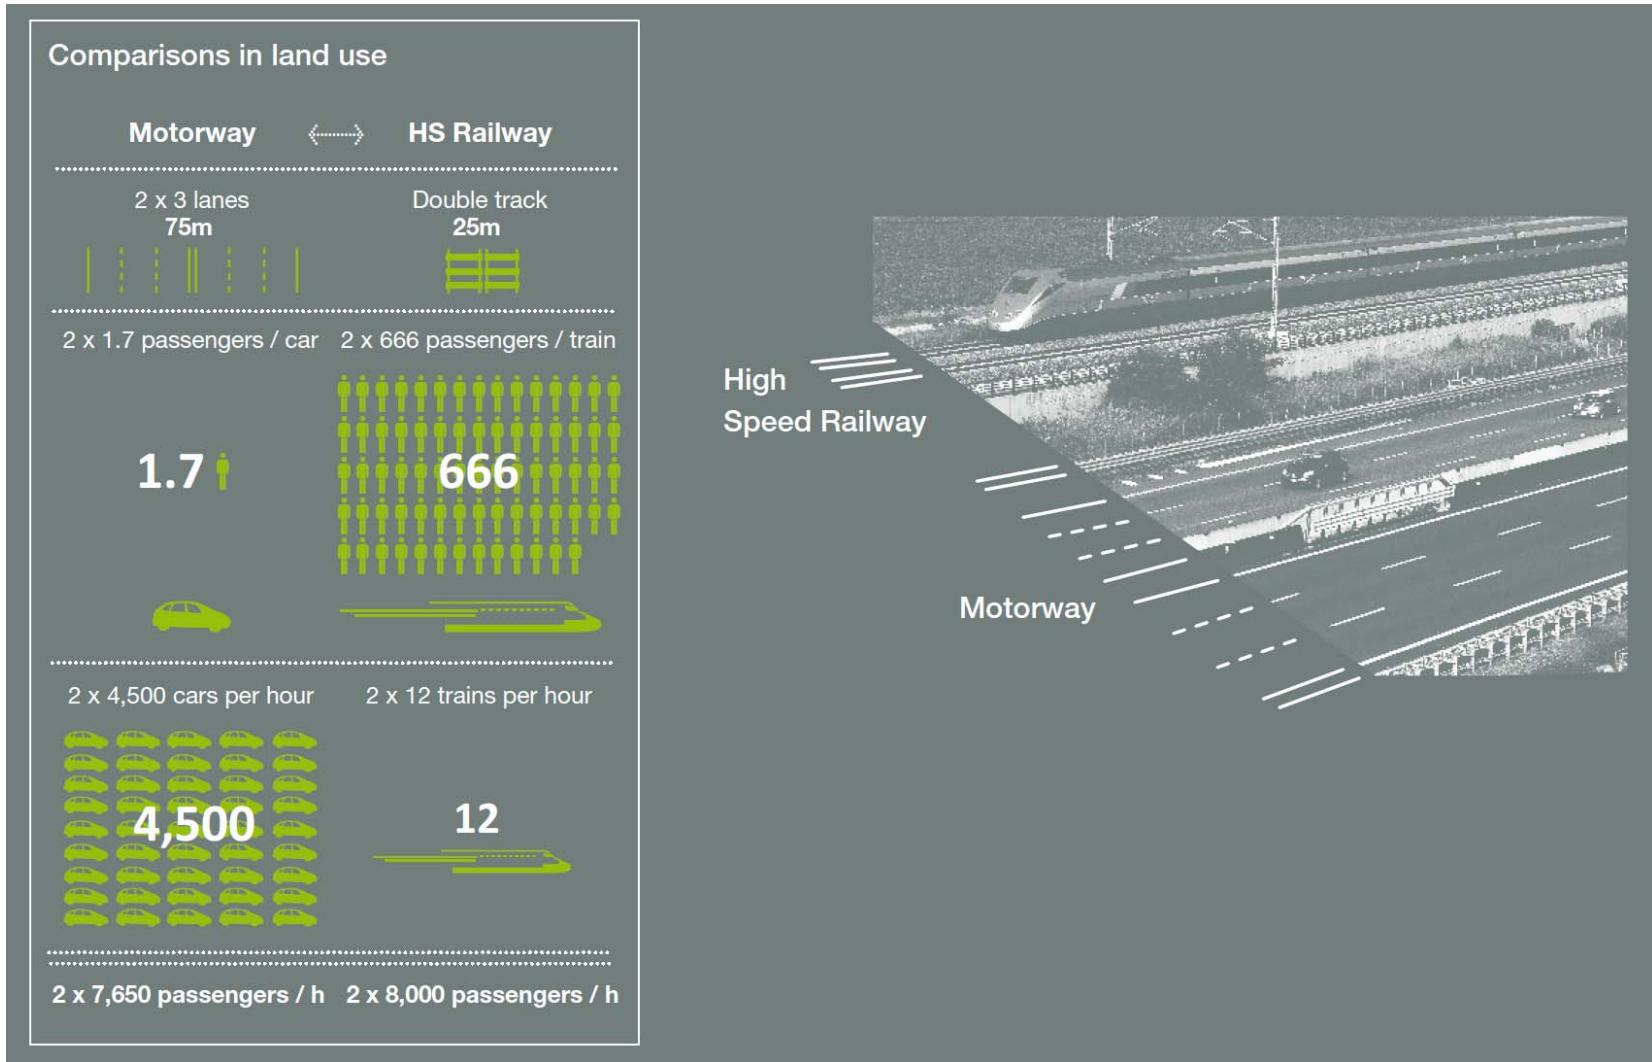 Comparisons in land use
Motorway HS Railway
2 x 3 lanes
75m
Double track
25m
2 x 1.7 passengers / car
2 x 666 passengers / train
1.7
666
2 x 4,500 cars per hour
2 x 12 trains per hour
4,500
12
2 x 7,650 passengers / h
2 x 8,000 passengers / h
High
Speed Railway
Motorway